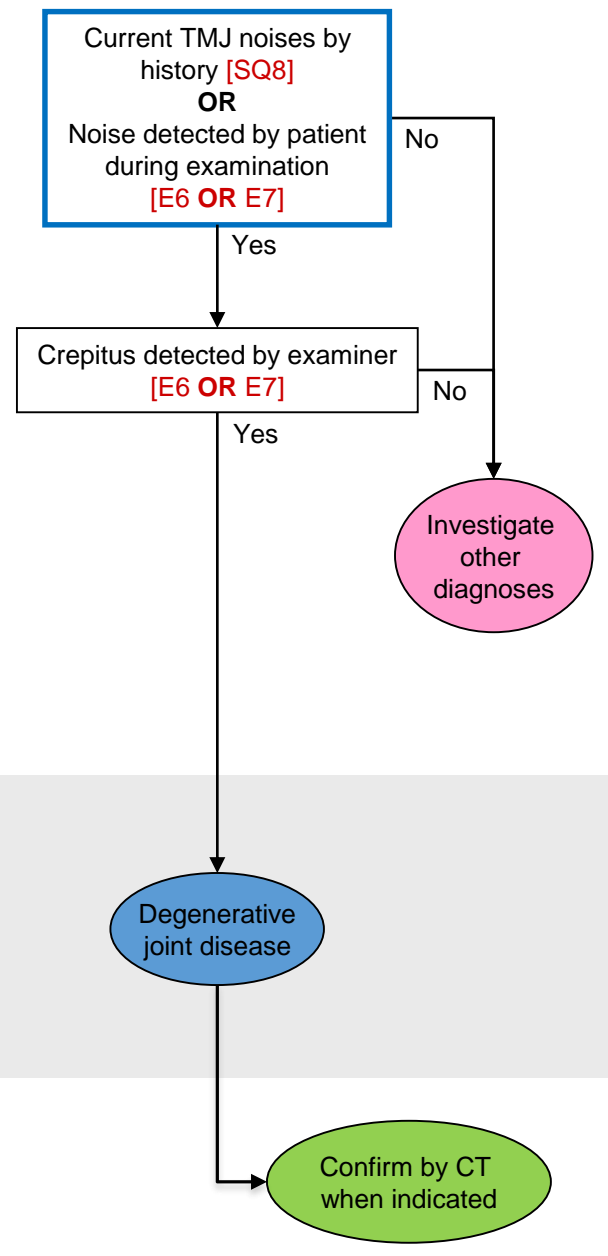 Current TMJ noises by
history [SQ8]
OR
Noise detected by patient
during examination
[E6 OR E7]
No
Yes
Crepitus detected by examiner
[E6 OR E7]
No
Yes
Investigate
other
diagnoses
Degenerative
joint disease
Confirm by CT
when indicated